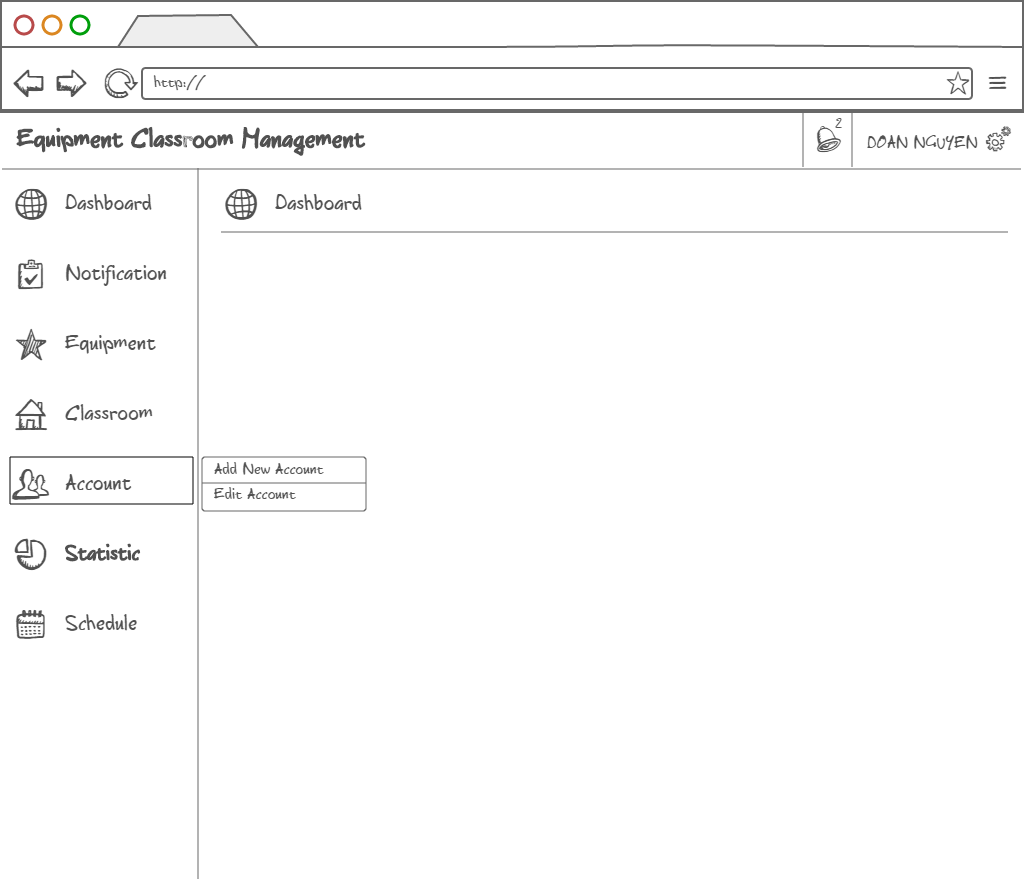 http://
Equipment Classroom Management
2
DOAN NGUYEN
Dashboard
Dashboard
Notification
Equipment
Classroom
Account
Add New Account
Edit Account
Statistic
Schedule